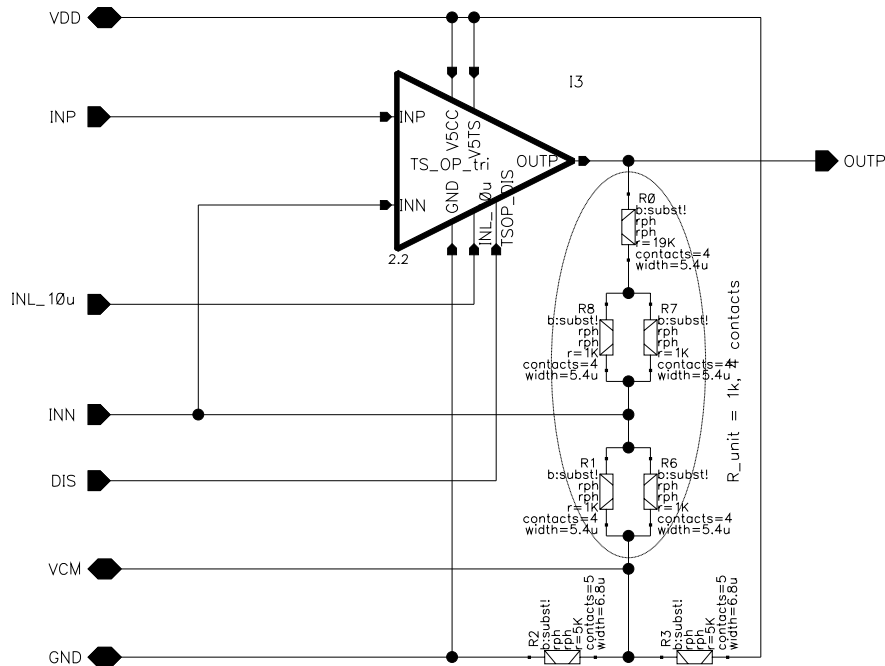 VDD
I3
INP
INP
V5CC
V5TS
TS_OP_tri
OUTP
OUTP
GND
INL_10u
TSOP_DIS
INN
2.2
R0
b:subst!
rph
rph
r=19K
contacts=4
width=5.4u
INL_10u
R8
b:subst!
rph
rph
r=1K
contacts=4
width=5.4u
R7
b:subst!
rph
rph
r=1K
contacts=4
width=5.4u
R_unit = 1k, 4 contacts
INN
DIS
R1
b:subst!
rph
rph
r=1K
contacts=4
width=5.4u
R6
b:subst!
rph
rph
r=1K
contacts=4
width=5.4u
VCM
GND
R2
b:subst!
rph
rph
r=5K
contacts=5
width=6.8u
R3
b:subst!
rph
rph
r=5K
contacts=5
width=6.8u